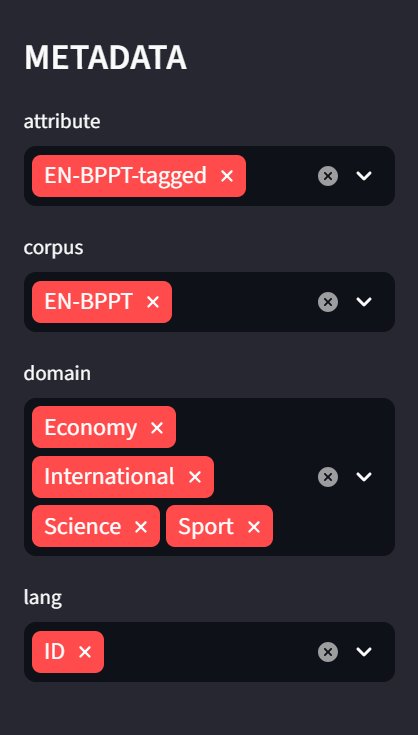 METADATA
attribute
EN-BPPT-tagged
corpus
EN-BPPT
domain
Economy
International
Science Sport
lang
ID